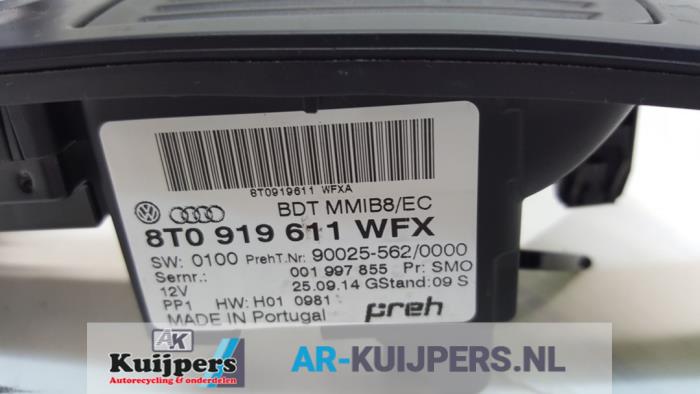 8T0919611 WFXA
BDT MMIB8/EC
8T0 919 611 WFX
SW: 0100 PrehT.Nr: 90025-562/0000
Sernr.: 001 997 855 Pr: SMO
12V 25.09.14 GStand: 09 S
PP1 HW: H01 0981
MADE IN Portugal preh
AK
Kuijpers
Autorecycling & onderdelen
AR-KUIJPERS.NL